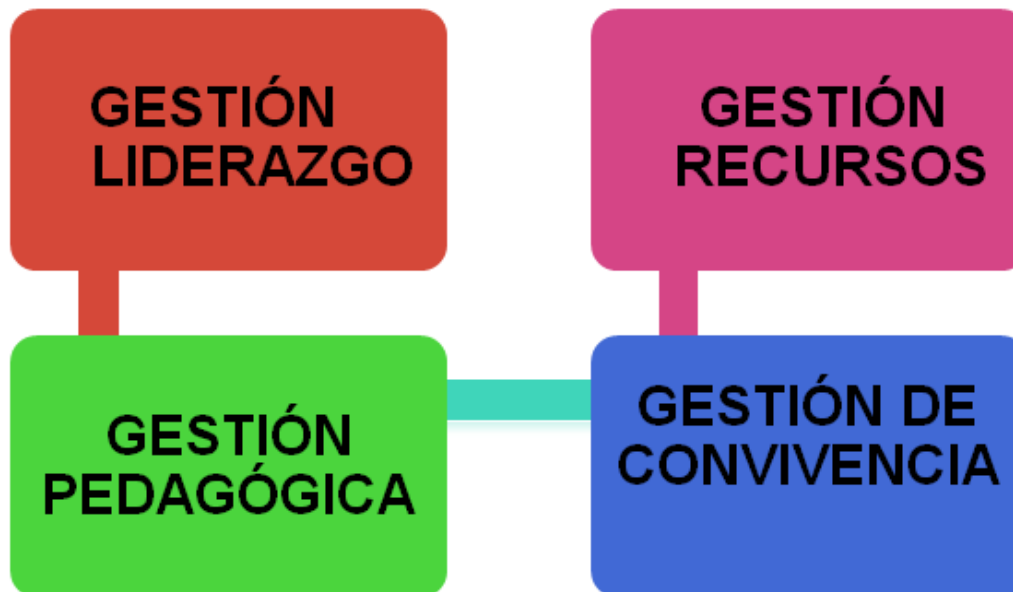 GESTIÓN
LIDERAZGO
GESTIÓN
RECURSOS
GESTIÓN
PEDAGÓGICA
GESTIÓN DE
CONVIVENCIA